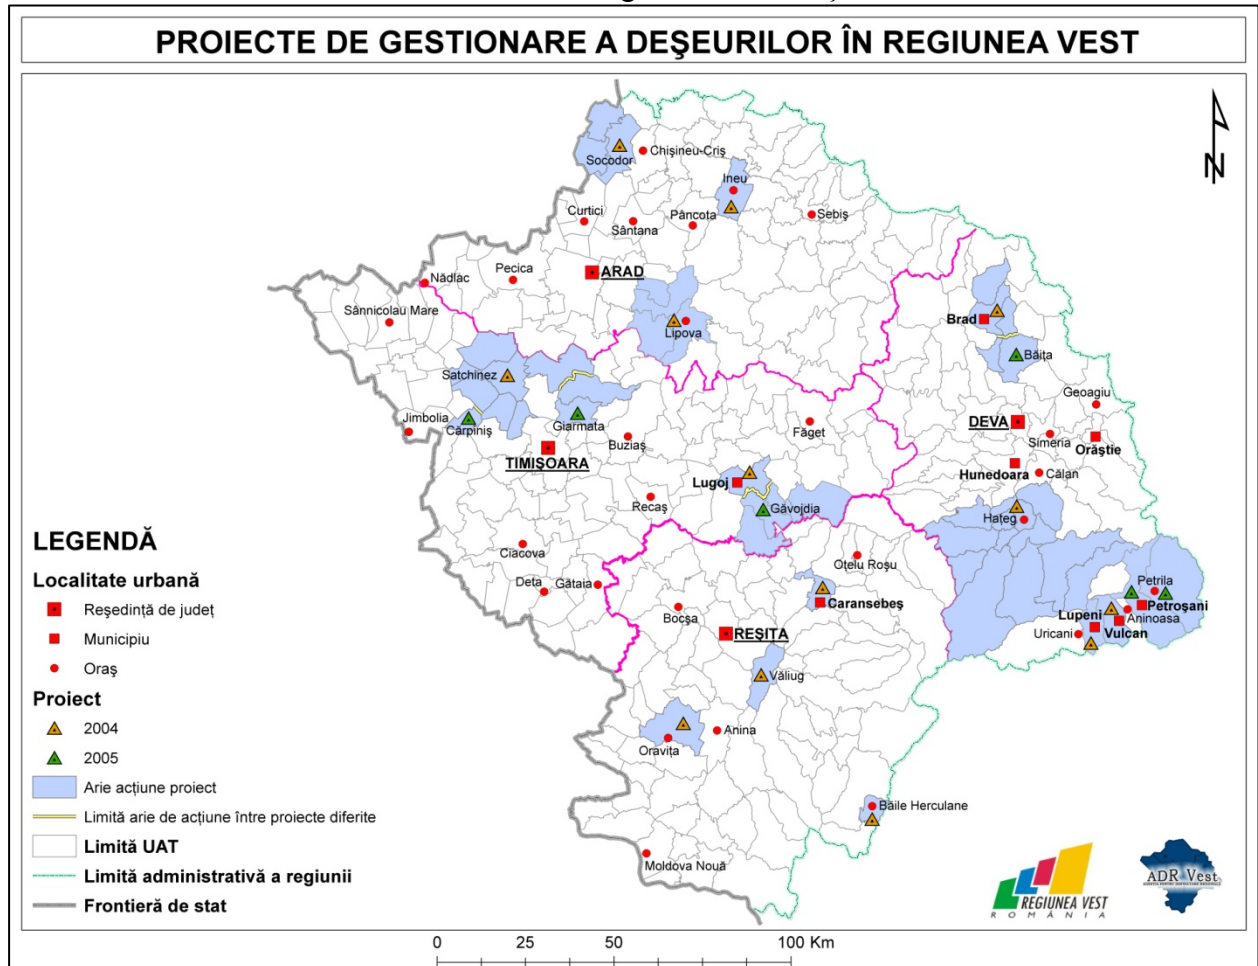 PROIECTE DE GESTIONARE A DEŞEURILOR ÎN REGIUNEA VEST
N
Socodor
Chişineu-Criş
Ineu
Curtici
Sântana
Pâncota
Sebiş
Nădlac
Pecica
ARAD
Sânnicolau Mare
Lipova
Brad
Băiţa
Satchinez
Geoagiu
Jimbolia
Cărpiniş
Giarmata
Buziaş
Făget
DEVA
Simeria
Orăştie
TIMIŞOARA
Hunedoara
Călan
Lugoj
Recaş
Găvojdia
Haţeg
LEGENDĂ
Ciacova
Oţelu Roşu
Localitate urbană
Deta
Gătaia
Petrila
Reşedinţă de judeţ
Caransebeş
Bocşa
Lupeni
Petroşani
Aninoasa
Municipiu
REŞIŢA
Uricani
Vulcan
Oraş
Văliug
Proiect
2004
Anina
2005
Oraviţa
Arie acţiune proiect
Limită arie de acţiune între proiecte diferite
Băile Herculane
Limită UAT
Moldova Nouă
Limită administrativă a regiunii
Frontieră de stat
REGIUNEA VEST
ROMÂNIA
ADR Vest
0 25 50 100 Km